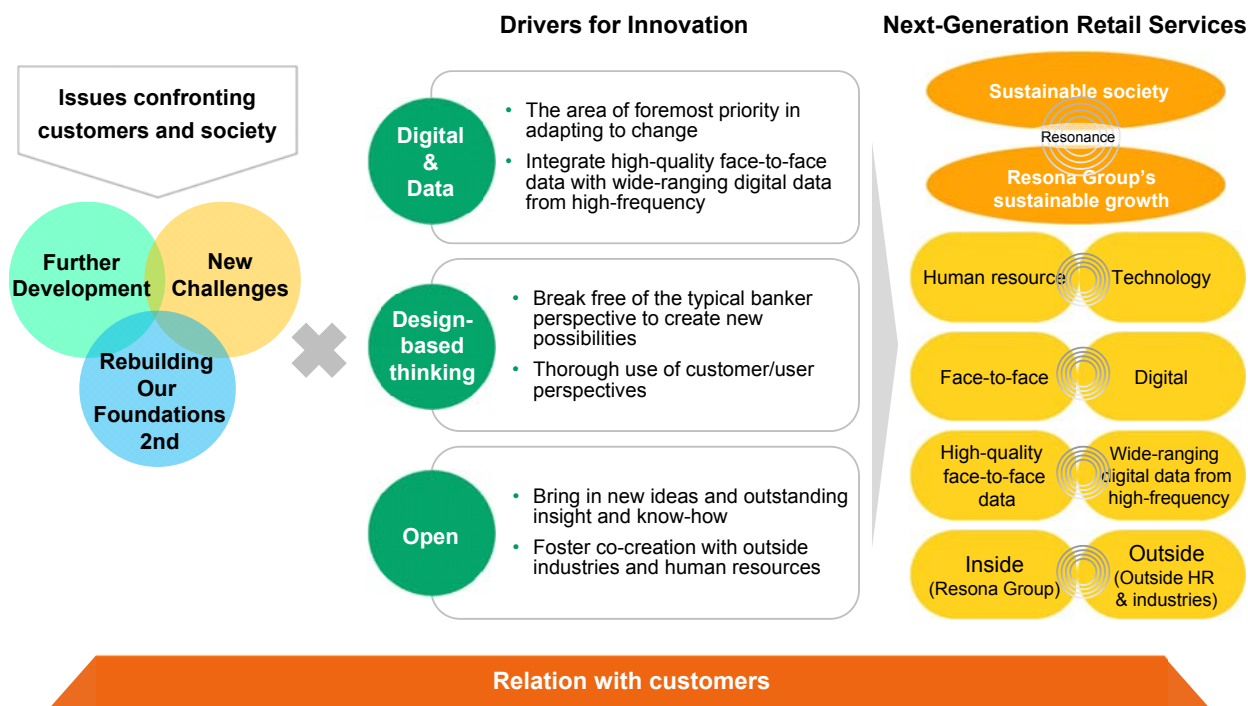 Drivers for Innovation
Next-Generation Retail Services
Issues confronting
customers and society
Further
Development
New
Challenges
Rebuilding
Our
Foundations
2nd
Digital
&
Data
• The area of foremost priority in
adapting to change
• Integrate high-quality face-to-face
data with wide-ranging digital data
from high-frequency
Design-
based
thinking
• Break free of the typical banker
perspective to create new
possibilities
• Thorough use of customer/user
perspectives
Open
• Bring in new ideas and outstanding
insight and know-how
• Foster co-creation with outside
industries and human resources
Sustainable society
Resonance
Resona Group's
sustainable growth
Human resource
Technology
Face-to-face
Digital
High-quality
face-to-face
data
Wide-ranging
digital data from
high-frequency
Inside
(Resona Group)
Outside
(Outside HR
& industries)
Relation with customers